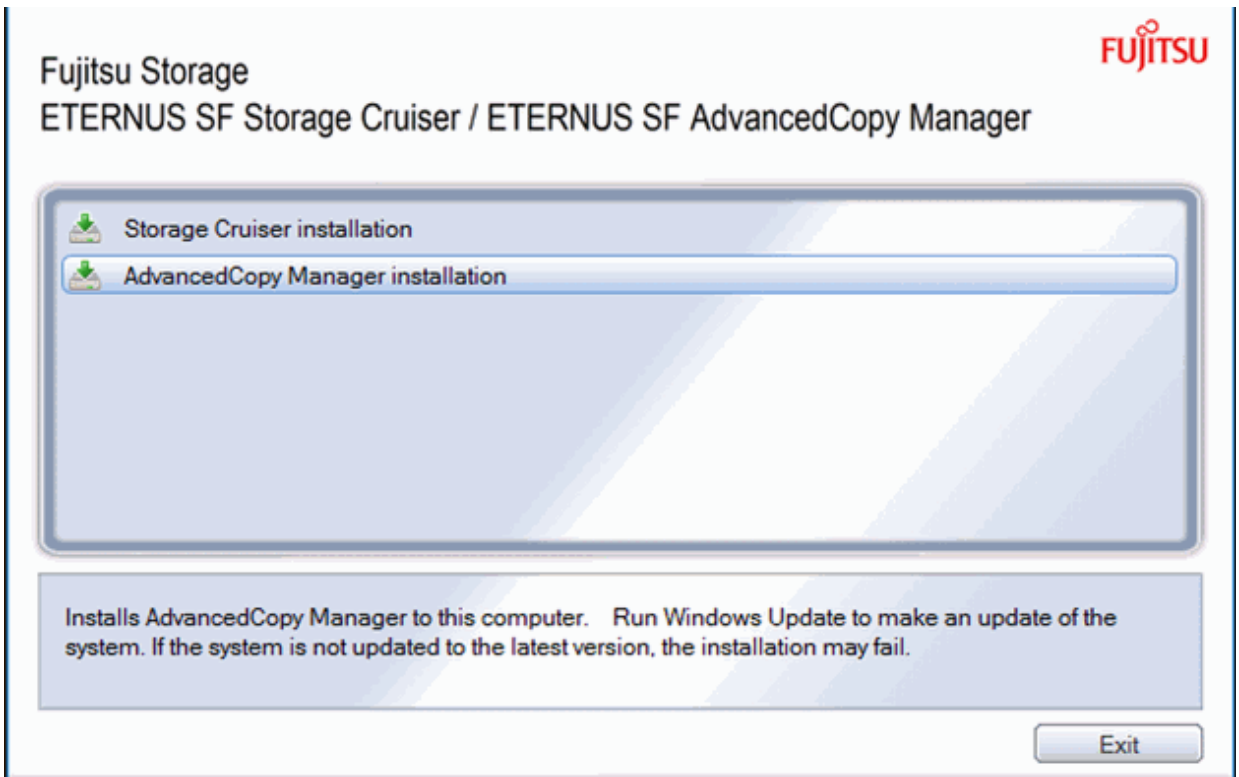 FUJITSU
Fujitsu Storage
ETERNUS SF Storage Cruiser / ETERNUS SF AdvancedCopy Manager
Storage Cruiser installation
AdvancedCopy Manager installation
Installs AdvancedCopy Manager to this computer. Run Windows Update to make an update of the
system. If the system is not updated to the latest version, the installation may fail.
Exit